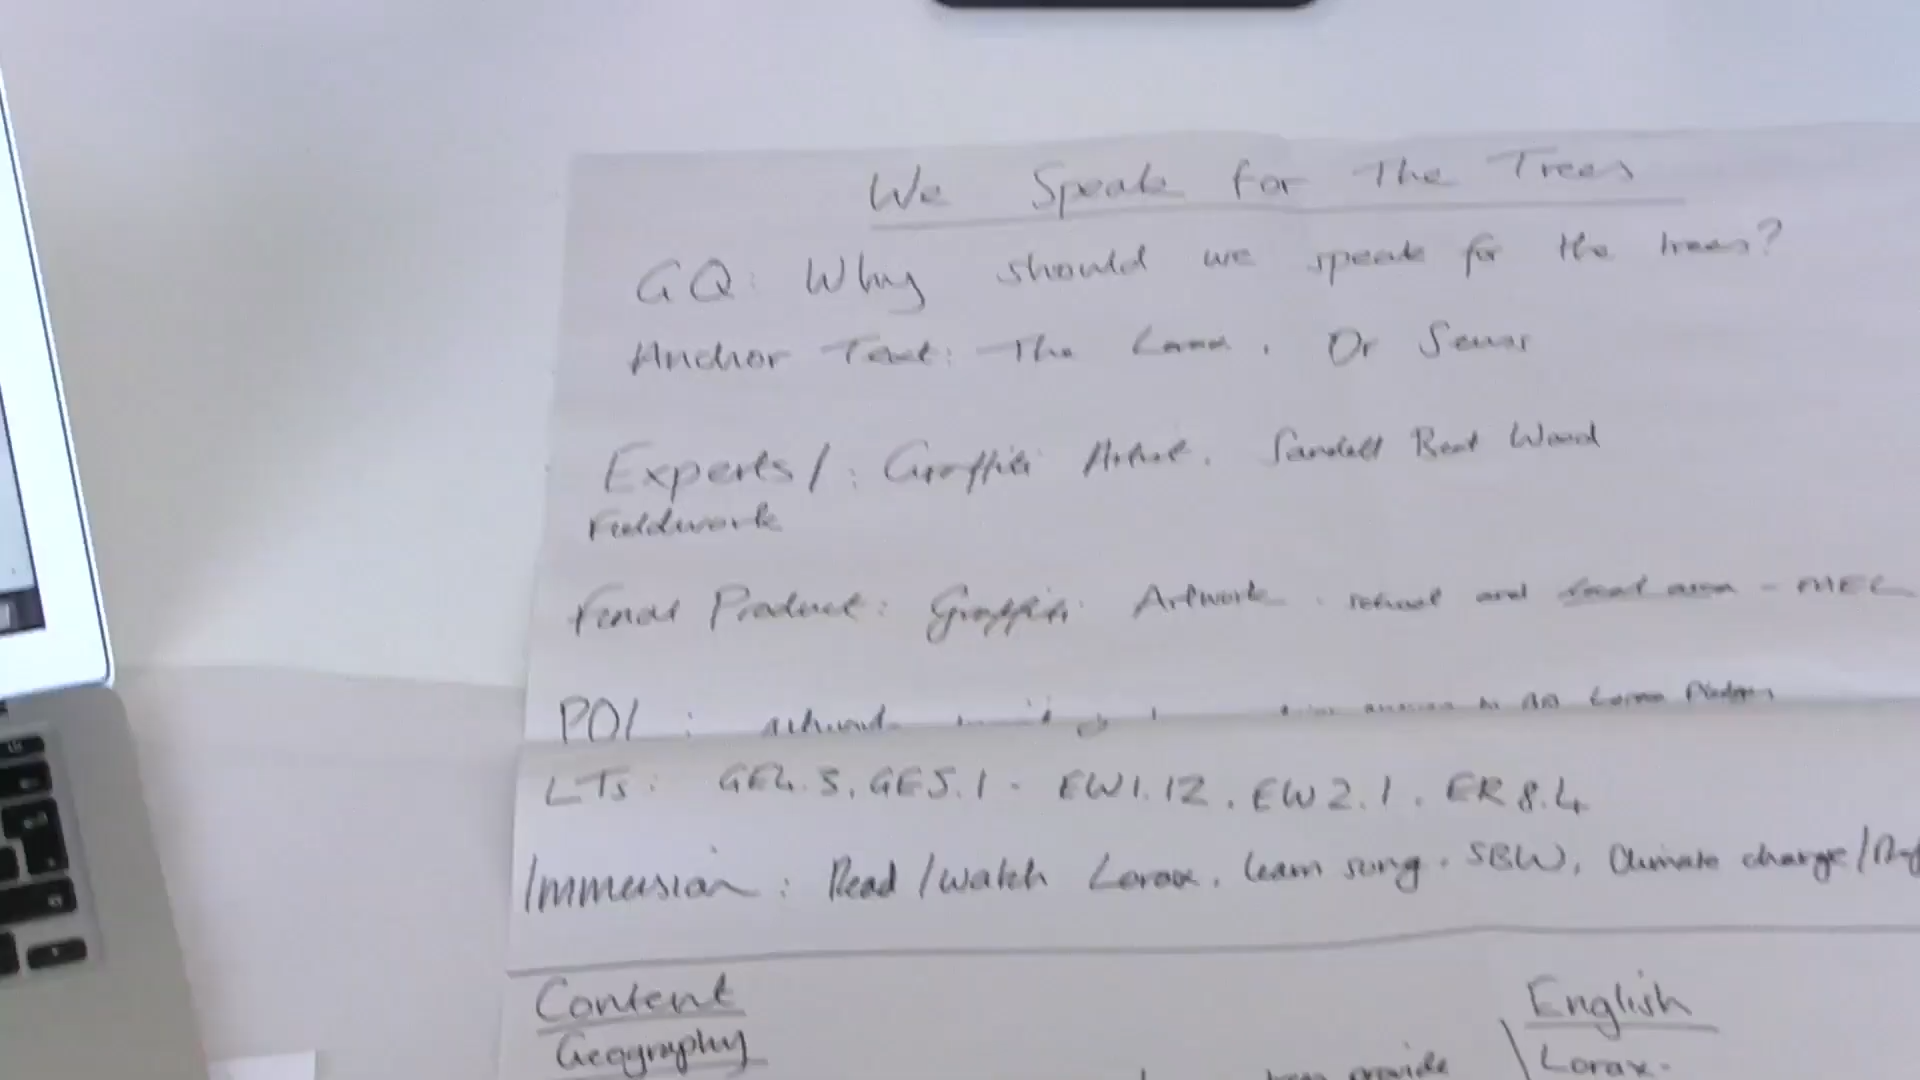 We Speak for The Trees
GQ: Why should we speak for the trees?
Anchor Text: The Lorax. Dr Seuss
Experts/: Graffiti Artist. Sandall Beat Wood
Fieldwork
Final Product: Graffiti Artwork. school and local area - MEC
POL: Lorax
LTs: GE4.3, GE5.1. EW1.12. EW2.1. ER8.4
Immersion: Read/watch Lorax. learn song. SBW, Climate change/
Content
Geography
English
Lorax.
provide